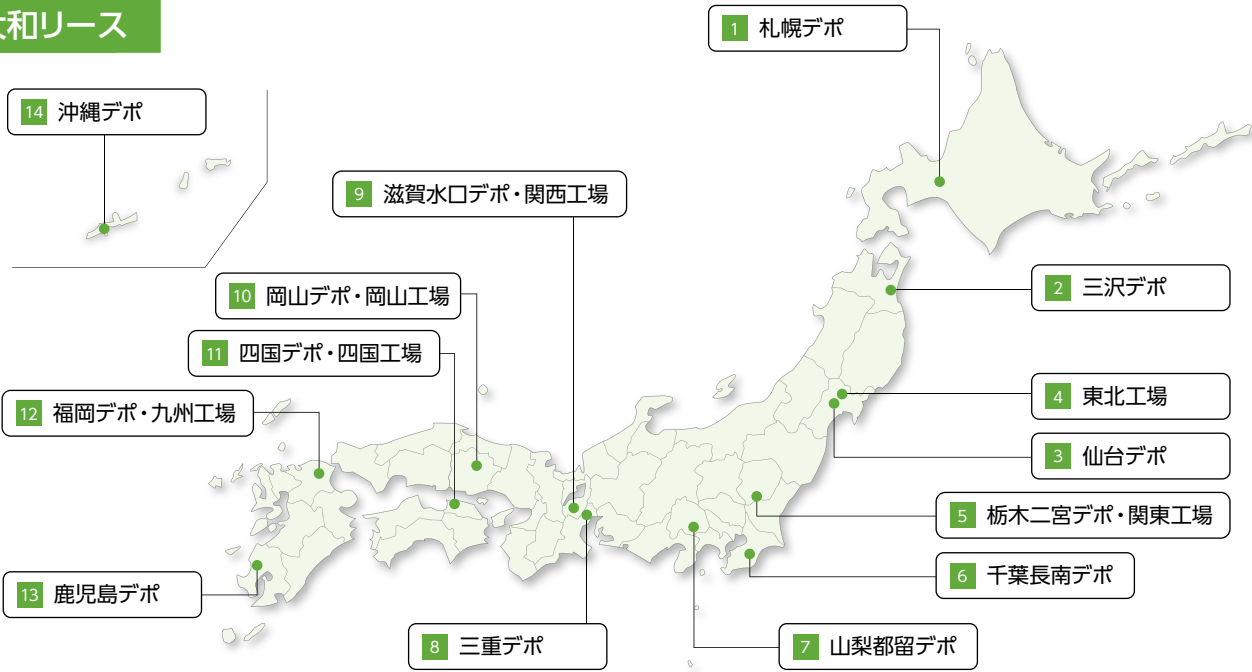 大和リース
1 札幌デポ
14 沖縄デポ
9 滋賀水口デポ・関西工場
2 三沢デポ
10 岡山デポ・岡山工場
11 四国デポ・四国工場
4 東北工場
12 福岡デポ・九州工場
3 仙台デポ
5 栃木二宮デポ・関東工場
6 千葉長南デポ
13 鹿児島デポ
8 三重デポ
7 山梨都留デポ